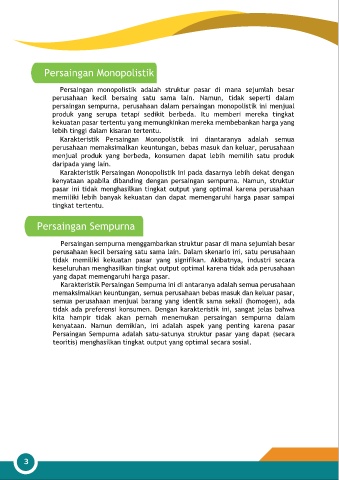 Persaingan Monopolistik
Persaingan monopolistik adalah struktur pasar di mana sejumlah besar
perusahaan kecil bersaing satu sama lain. Namun, tidak seperti dalam
persaingan sempurna, perusahaan dalam persaingan monopolistik ini menjual
produk yang serupa tetapi sedikit berbeda. Itu memberi mereka tingkat
kekuatan pasar tertentu yang memungkinkan mereka membebankan harga yang
lebih tinggi dalam kisaran tertentu.
Karakteristik Persaingan Monopolistik ini diantaranya adalah semua
perusahaan memaksimalkan keuntungan, bebas masuk dan keluar, perusahaan
menjual produk yang berbeda, konsumen dapat lebih memilih satu produk
daripada yang lain.
Karakteristik Persaingan Monopolistik ini pada dasarnya lebih dekat dengan
kenyataan apabila dibanding dengan persaingan sempurna. Namun, struktur
pasar ini tidak menghasilkan tingkat output yang optimal karena perusahaan
memiliki lebih banyak kekuatan dan dapat memengaruhi harga pasar sampai
tingkat tertentu.
Persaingan Sempurna
Persaingan sempurna menggambarkan struktur pasar di mana sejumlah besar
perusahaan kecil bersaing satu sama lain. Dalam skenario ini, satu perusahaan
tidak memiliki kekuatan pasar yang signifikan. Akibatnya, industri secara
keseluruhan menghasilkan tingkat output optimal karena tidak ada perusahaan
yang dapat memengaruhi harga pasar.
Karakteristik Persaingan Sempurna ini di antaranya adalah semua perusahaan
memaksimalkan keuntungan, semua perusahaan bebas masuk dan keluar pasar,
semua perusahaan menjual barang yang identik sama sekali (homogen), ada
tidak ada preferensi konsumen. Dengan karakteristik ini, sangat jelas bahwa
kita hampir tidak akan pernah menemukan persaingan sempurna dalam
kenyataan. Namun demikian, ini adalah aspek yang penting karena pasar
Persaingan Sempurna adalah satu-satunya struktur pasar yang dapat (secara
teoritis) menghasilkan tingkat output yang optimal secara sosial.
3